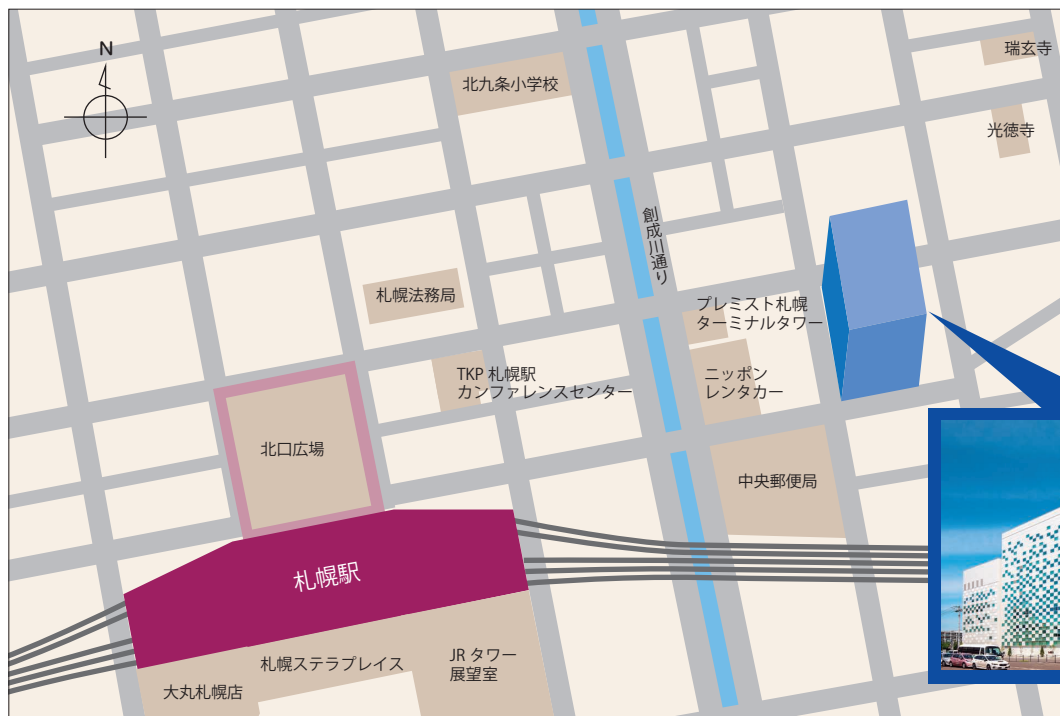 N
北九条小学校
瑞玄寺
光徳寺
創成川通り
札幌法務局
プレミスト札幌
ターミナルタワー
TKP 札幌駅
カンファレンスセンター
ニッポン
レンタカー
北口広場
中央郵便局
札幌駅
札幌ステラプレイス
JR タワー
展望室
大丸札幌店